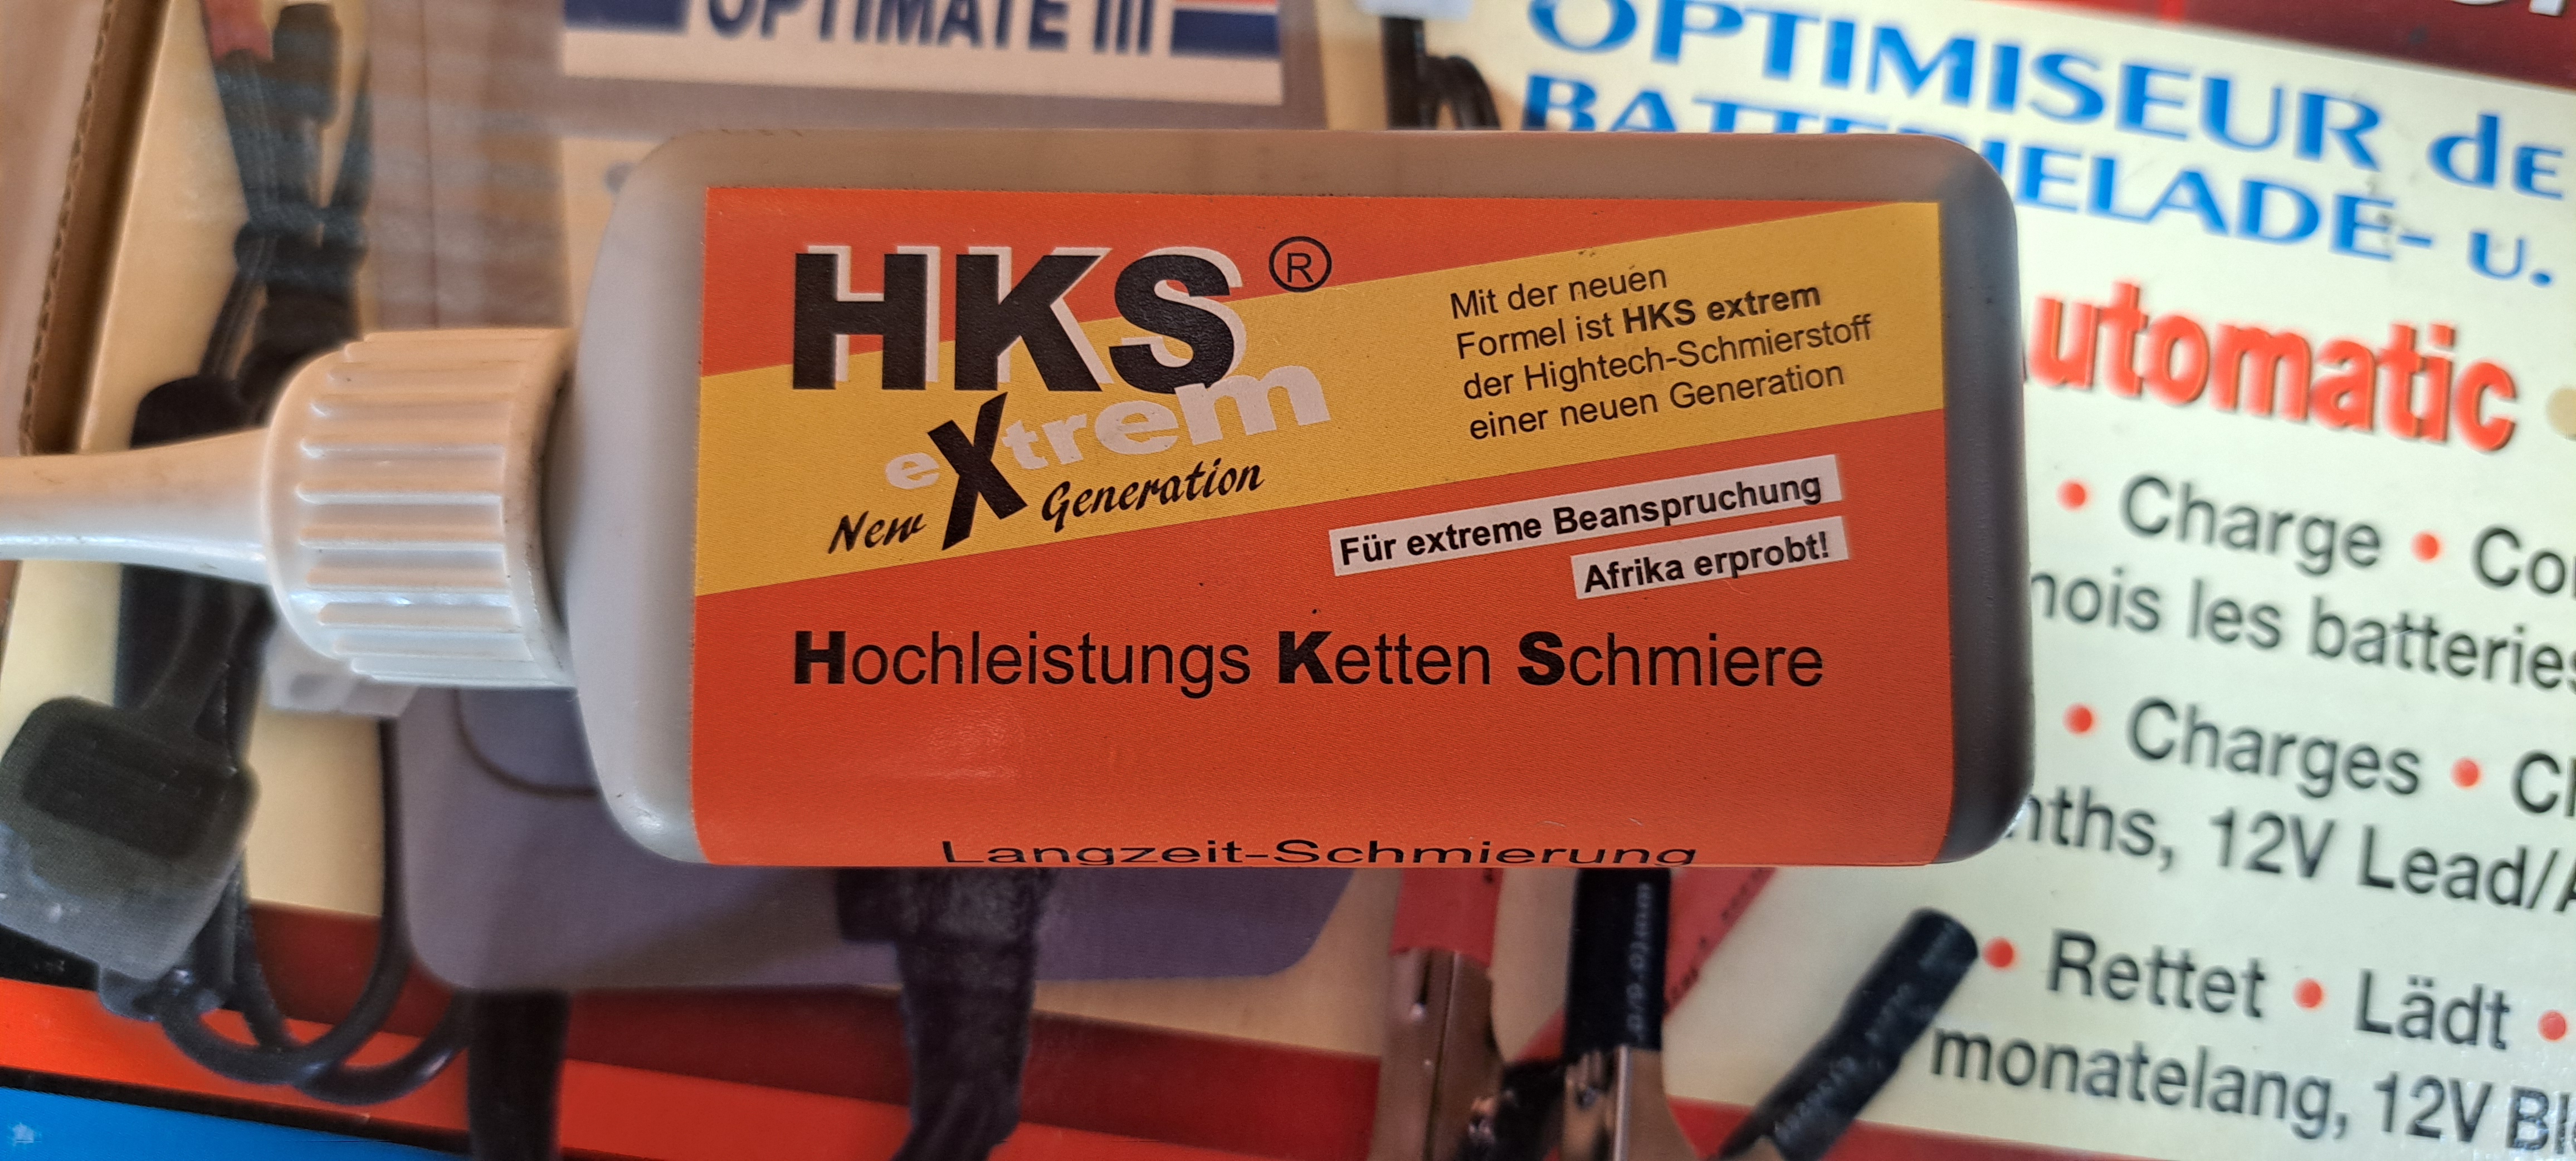 OPTIMATE III
OPTIMISEUR de
BATTERIELADE- u.
utomatic
HKS®
eXtrem
New Generation
Mit der neuen
Formel ist HKS extrem
der Hightech-Schmierstoff
einer neuen Generation
Für extreme Beanspruchung
Afrika erprobt!
Hochleistungs Ketten Schmiere
Langzeit-Schmierung
• Charge • Co
mois les batteries
• Charges • C
nths, 12V Lead/A
• Rettet • Lädt •
monatelang, 12V Bl